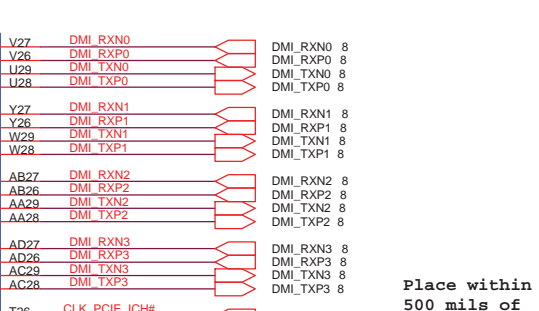 V27 DMI_RXN0 DMI_RXN0 8
V26 DMI_RXP0 DMI_RXP0 8
U29 DMI_TXN0 DMI_TXN0 8
U28 DMI_TXP0 DMI_TXP0 8
Y27 DMI_RXN1 DMI_RXN1 8
Y26 DMI_RXP1 DMI_RXP1 8
W29 DMI_TXN1 DMI_TXN1 8
W28 DMI_TXP1 DMI_TXP1 8
AB27 DMI_RXN2 DMI_RXN2 8
AB26 DMI_RXP2 DMI_RXP2 8
AA29 DMI_TXN2 DMI_TXN2 8
AA28 DMI_TXP2 DMI_TXP2 8
AD27 DMI_RXN3 DMI_RXN3 8
AD26 DMI_RXP3 DMI_RXP3 8
AC29 DMI_TXN3 DMI_TXN3 8
AC28 DMI_TXP3 DMI_TXP3 8
Place within
500 mils of
CLK_PCIE_ICH#